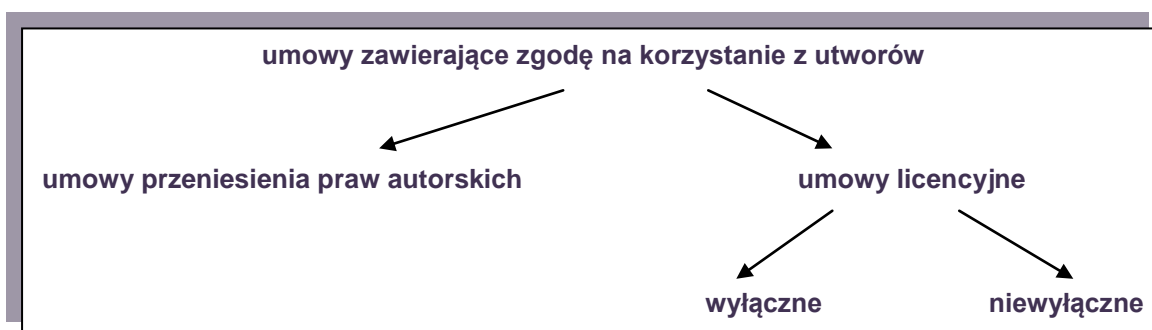 umowy zawierające zgodę na korzystanie z utworów
umowy przeniesienia praw autorskich umowy licencyjne
wyłączne niewyłączne